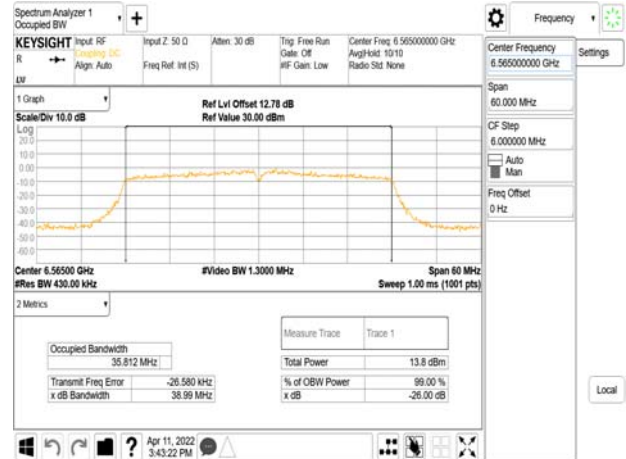 Spectrum Analyzer 1
Occupied BW
+
Frequency
KEYSIGHT
R
LVI
Input: RF
Coupling: DC
Align: Auto
Input Z: 50 Ω
Freq Ref: Int (S)
Atten: 30 dB
Trig: Free Run
Gate: Off
#IF Gain: Low
Center Freq: 6.565000000 GHz
Avg|Hold: 10/10
Radio Std: None
1 Graph
Scale/Div 10.0 dB
Ref Lvl Offset 12.78 dB
Ref Value 30.00 dBm
Log
20.0
10.0
0.00
-10.0
-20.0
-30.0
-40.0
-50.0
-60.0
Center 6.56500 GHz
#Res BW 430.00 kHz
#Video BW 1.3000 MHz
Span 60 MHz
Sweep 1.00 ms (1001 pts)
2 Metrics
Measure Trace Trace 1
Occupied Bandwidth
35.812 MHz
Total Power 13.8 dBm
Transmit Freq Error -26.580 kHz
% of OBW Power 99.00 %
x dB Bandwidth 38.99 MHz
x dB -26.00 dB
Center Frequency
6.565000000 GHz
Settings
Span
60.000 MHz
CF Step
6.000000 MHz
Auto
Man
Freq Offset
0 Hz
Local
?
Apr 11, 2022
3:43:22 PM